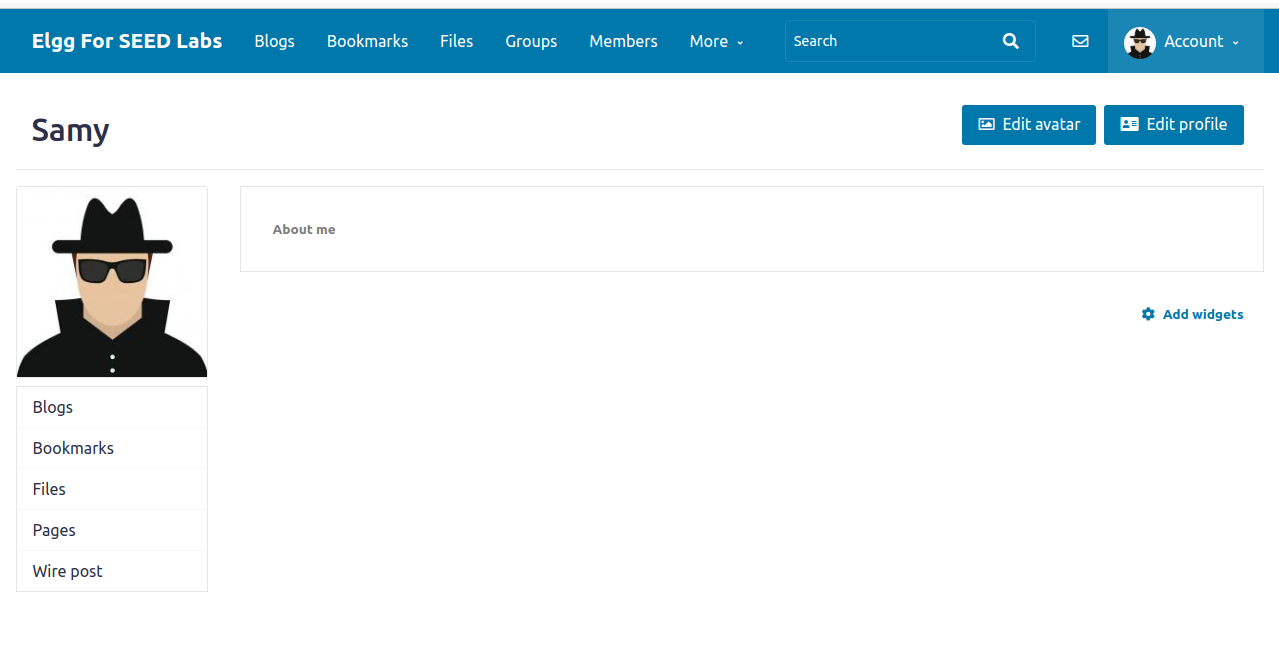 Elgg For SEED Labs Blogs Bookmarks Files Groups Members More Search Account
Samy
Edit avatar Edit profile
About me
Add widgets
Blogs
Bookmarks
Files
Pages
Wire post